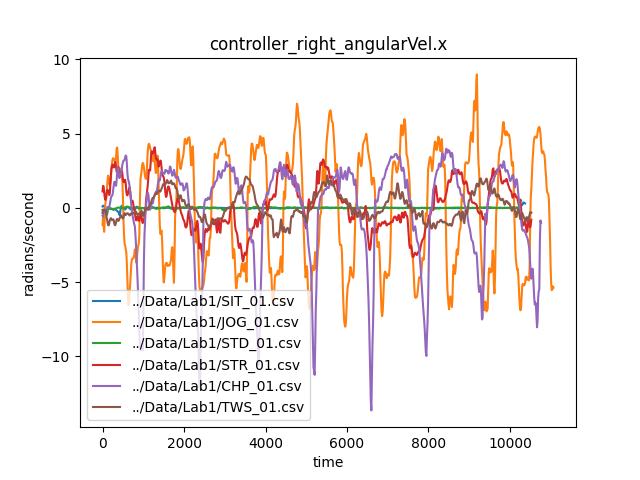 controller_right_angularVel.x
10
5
0
−5
−10
radians/second
../Data/Lab1/SIT_01.csv
../Data/Lab1/JOG_01.csv
../Data/Lab1/STD_01.csv
../Data/Lab1/STR_01.csv
../Data/Lab1/CHP_01.csv
../Data/Lab1/TWS_01.csv
0 2000 4000 6000 8000 10000
time